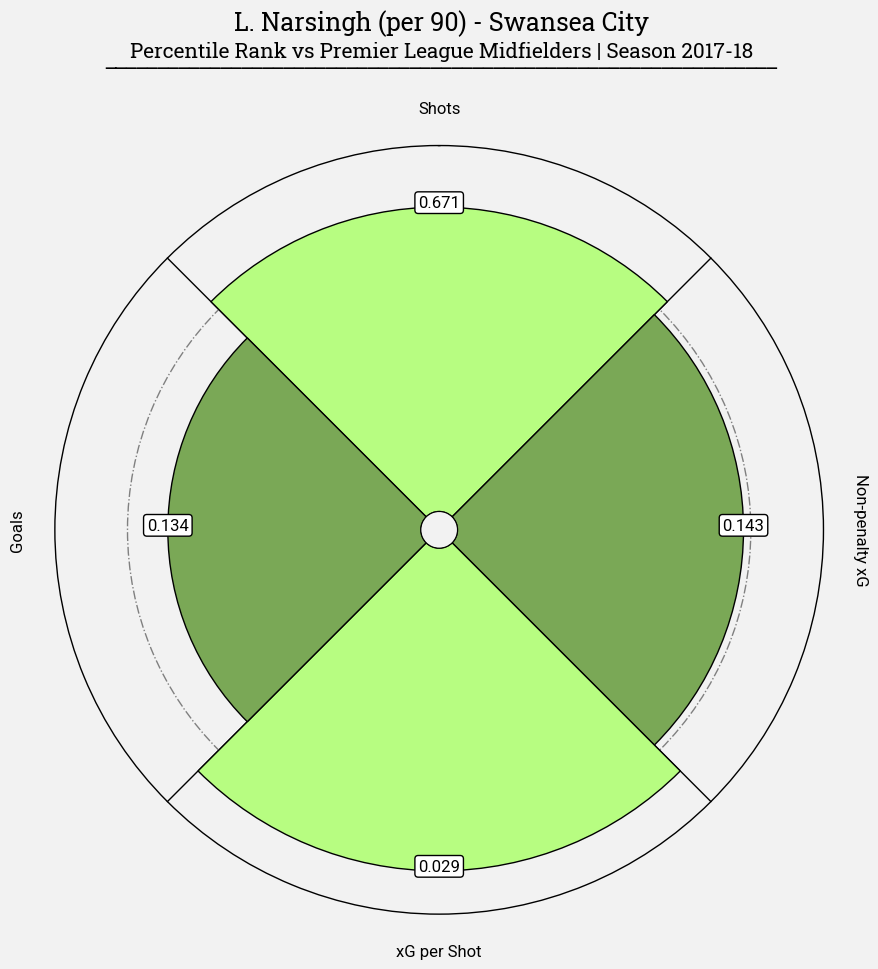 L. Narsingh (per 90) - Swansea City
Percentile Rank vs Premier League Midfielders | Season 2017-18
Shots
0.671
Goals
0.134
0.143
Non-penalty xG
0.029
xG per Shot